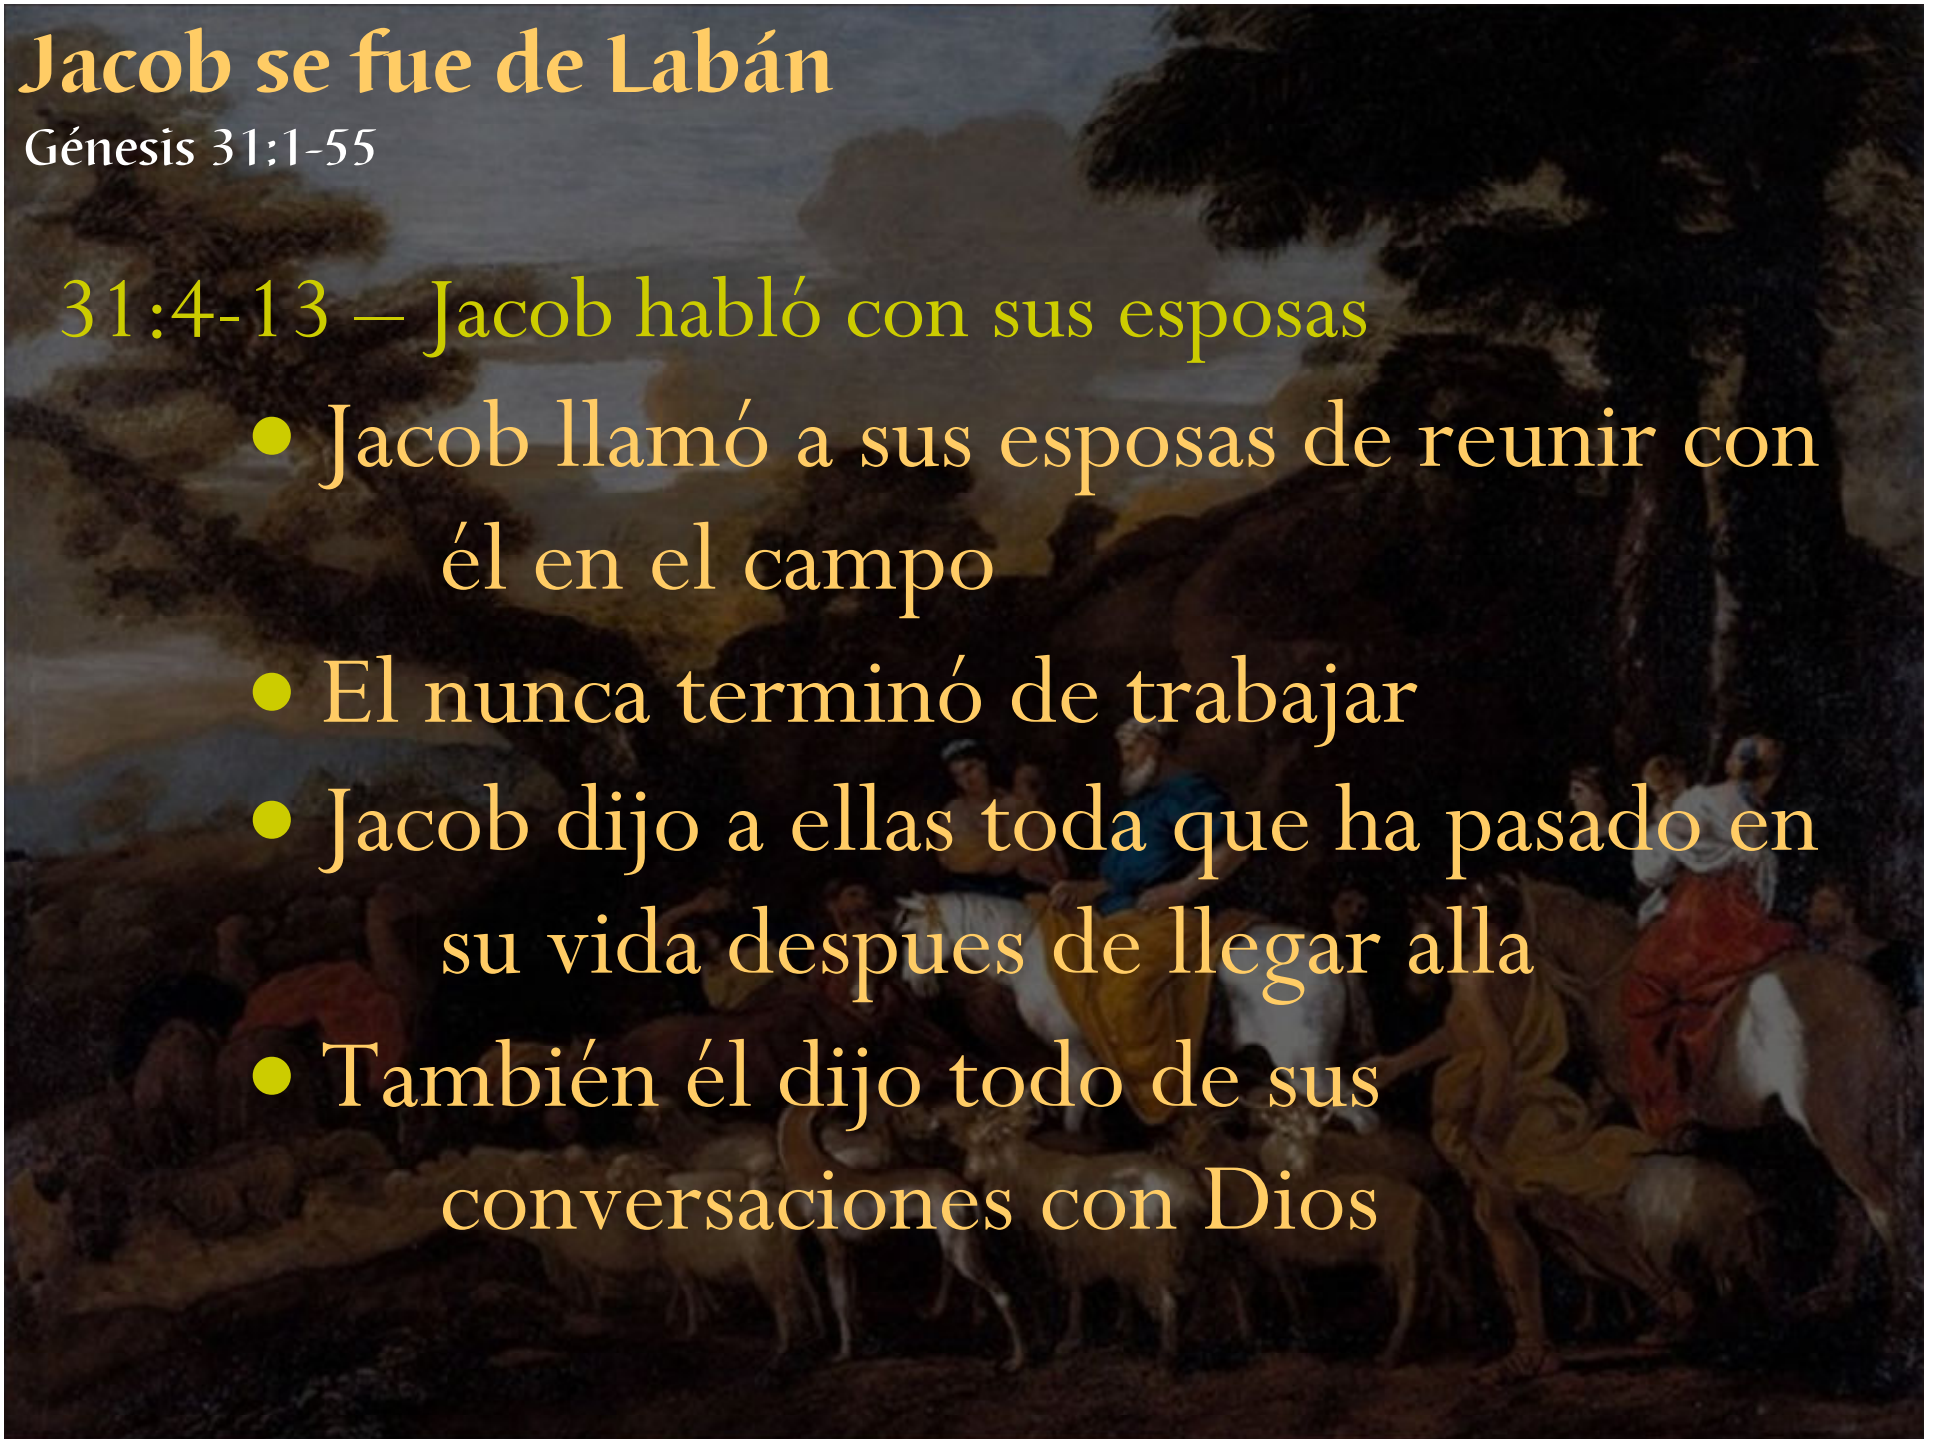 Jacob se fue de Labán
Génesis 31:1-55
31:4-13 – Jacob habló con sus esposas
• Jacob llamó a sus esposas de reunir con
él en el campo
• El nunca terminó de trabajar
• Jacob dijo a ellas toda que ha pasado en
su vida despues de llegar alla
• También él dijo todo de sus
conversaciones con Dios